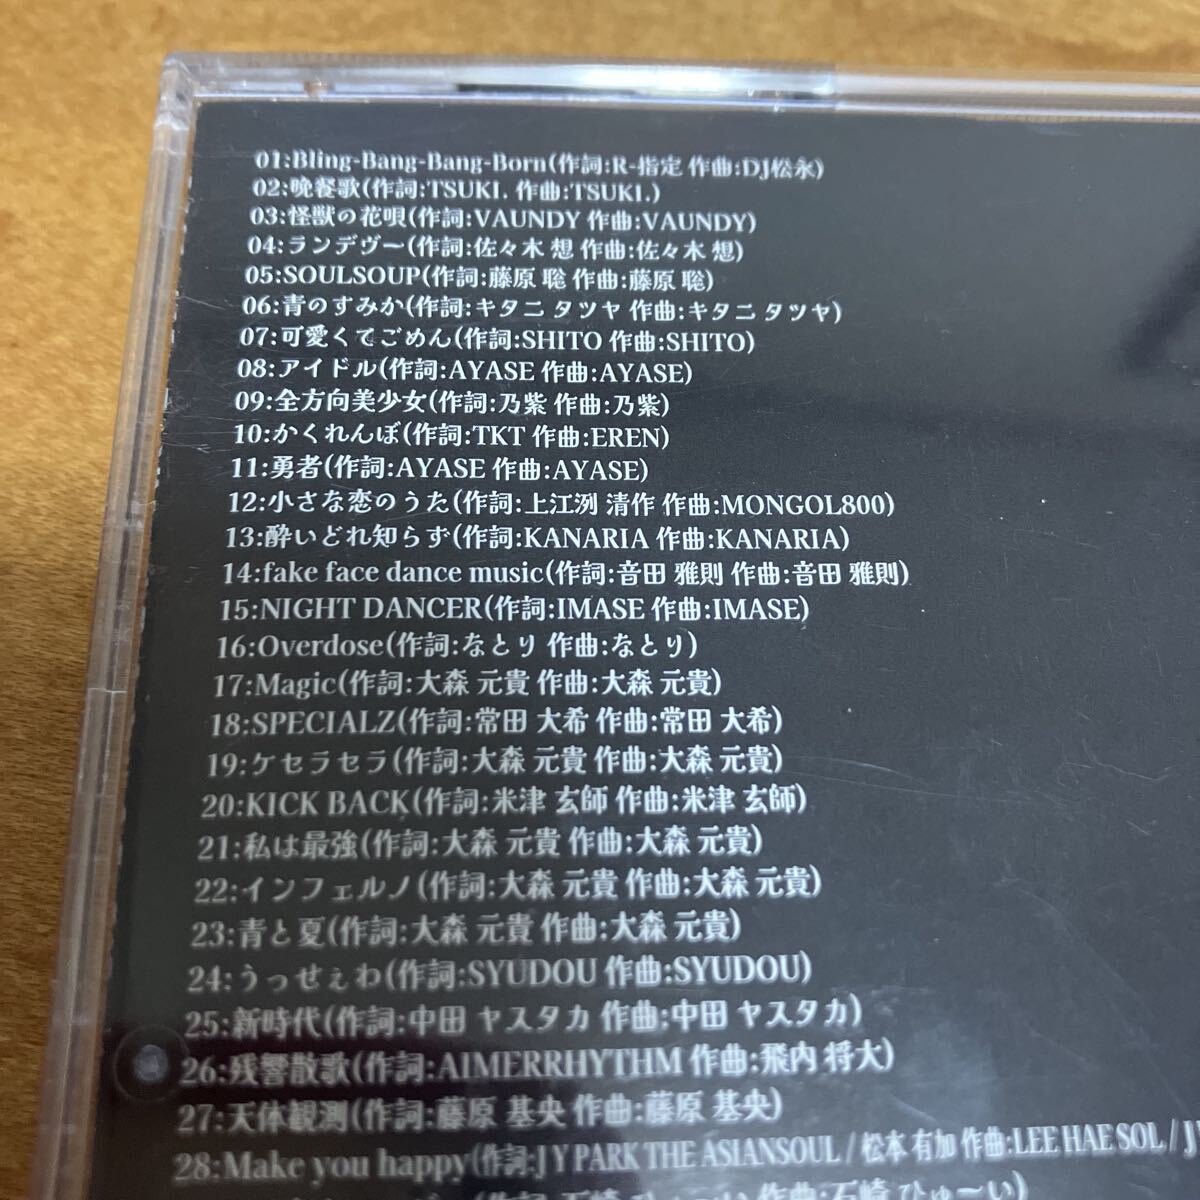 01:Bling-Bang-Bang-Born(作詞:R-指定 作曲:DJ松永)
02:晩餐歌(作詞:TSUKI. 作曲:TSUKI.)
03:怪獣の花唄(作詞:VAUNDY 作曲:VAUNDY)
04:ランデヴー(作詞:佐々木 想 作曲:佐々木 想)
05:SOULSOUP(作詞:藤原 聡 作曲:藤原 聡)
06:青のすみか(作詞:キタニ タツヤ 作曲:キタニ タツヤ)
07:可愛くてごめん(作詞:SHITO 作曲:SHITO)
08:アイドル(作詞:AYASE 作曲:AYASE)
09:全方向美少女(作詞:乃紫 作曲:乃紫)
10:かくれんぼ(作詞:TKT 作曲:EREN)
11:勇者(作詞:AYASE 作曲:AYASE)
12:小さな恋のうた(作詞:上江洌 清作 作曲:MONGOL800)
13:酔いどれ知らず(作詞:KANARIA 作曲:KANARIA)
14:fake face dance music(作詞:音田 雅則 作曲:音田 雅則)
15:NIGHT DANCER(作詞:IMASE 作曲:IMASE)
16:Overdose(作詞:なとり 作曲:なとり)
17:Magic(作詞:大森 元貴 作曲:大森 元貴)
18:SPECIALZ(作詞:常田 大希 作曲:常田 大希)
19:ケセラセラ(作詞:大森 元貴 作曲:大森 元貴)
20:KICK BACK(作詞:米津 玄師 作曲:米津 玄師)
21:私は最強(作詞:大森 元貴 作曲:大森 元貴)
22:インフェルノ(作詞:大森 元貴 作曲:大森 元貴)
23:青と夏(作詞:大森 元貴 作曲:大森 元貴)
24:うっせぇわ(作詞:SYUDOU 作曲:SYUDOU)
25:新時代(作詞:中田 ヤスタカ 作曲:中田 ヤスタカ)
26:残響散歌(作詞:AIMERRHYTHM 作曲:飛内 将大)
27:天体観測(作詞:藤原 基央 作曲:藤原 基央)
28:Make you happy(作詞:J Y PARK THE ASIANSOUL / 松本 有加 作曲:LEE HAE SOL / J
(作詞:石崎 ひゅーい 作曲:石崎 ひゅ〜い)